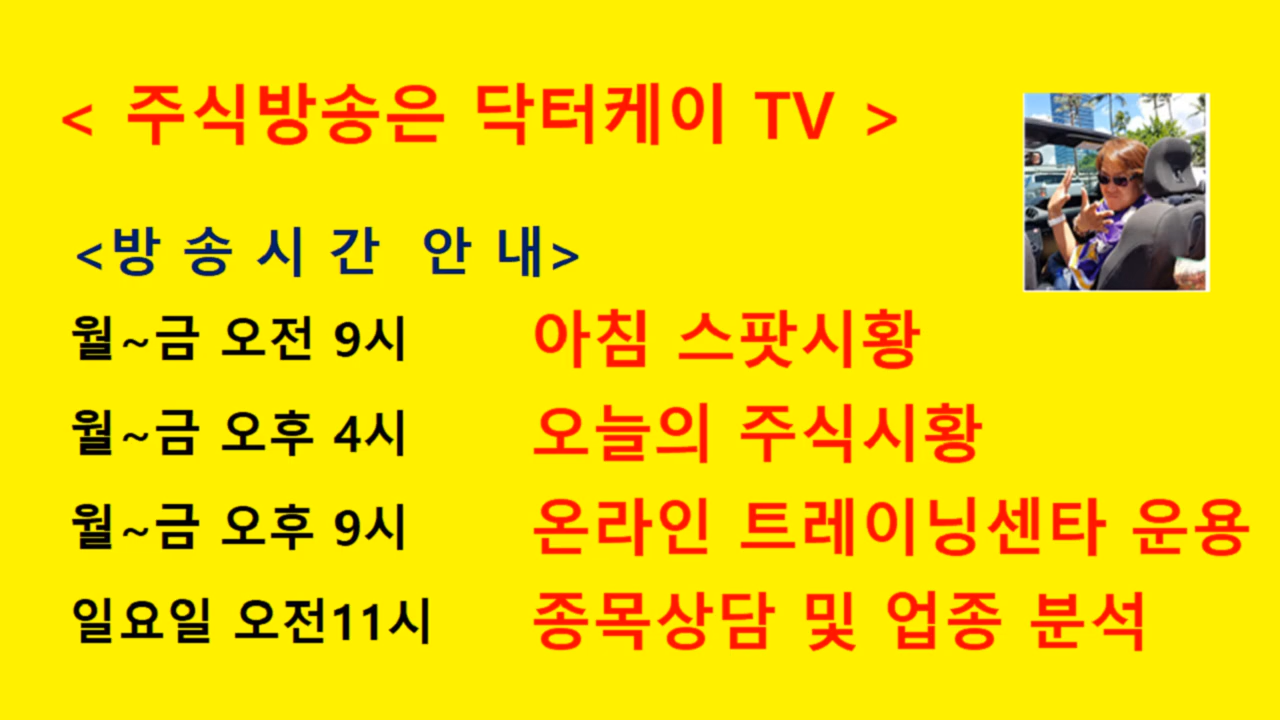 < 주식방송은 닥터케이 TV >
<방 송 시 간 안 내>
월~금 오전 9시 아침 스팟시황
월~금 오후 4시 오늘의 주식시황
월~금 오후 9시 온라인 트레이닝센타 운용
일요일 오전11시 종목상담 및 업종 분석